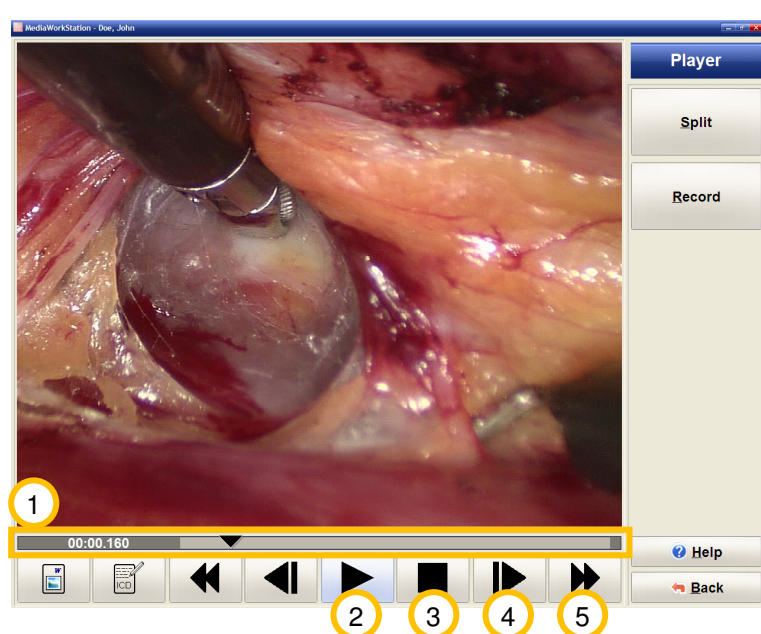 MediaWorkStation - Doe, John
Player
Split
Record
1
00:00.160
Help
W
ICD
Back
2
3
4
5